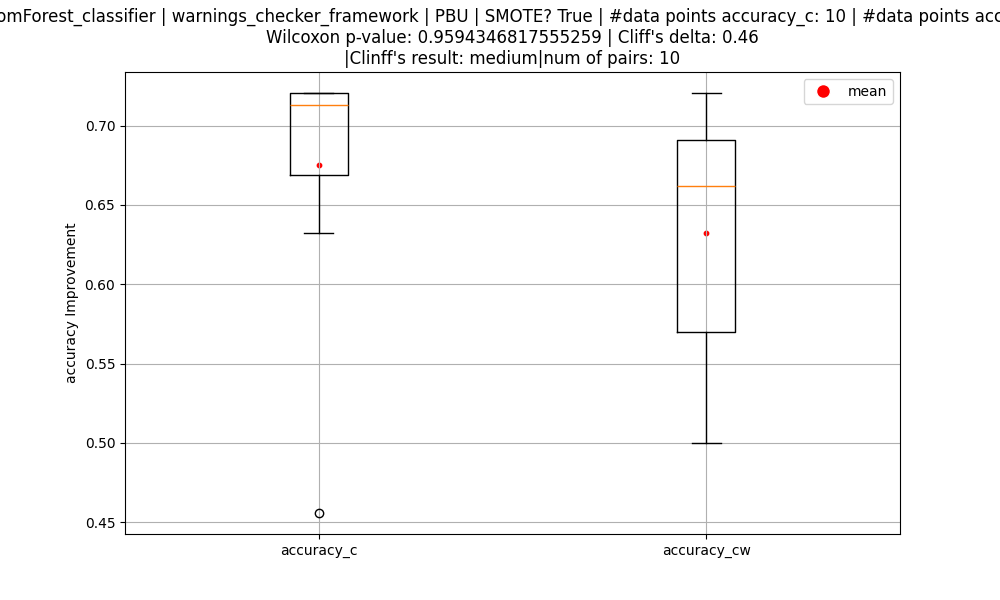 omForest_classifier | warnings_checker_framework | PBU | SMOTE? True | #data points accuracy_c: 10 | #data points acc
Wilcoxon p-value: 0.9594346817555259 | Cliff's delta: 0.46
|Clinff's result: medium|num of pairs: 10
mean
0.70
0.65
0.60
0.55
0.50
0.45
accuracy Improvement
accuracy_c
accuracy_cw